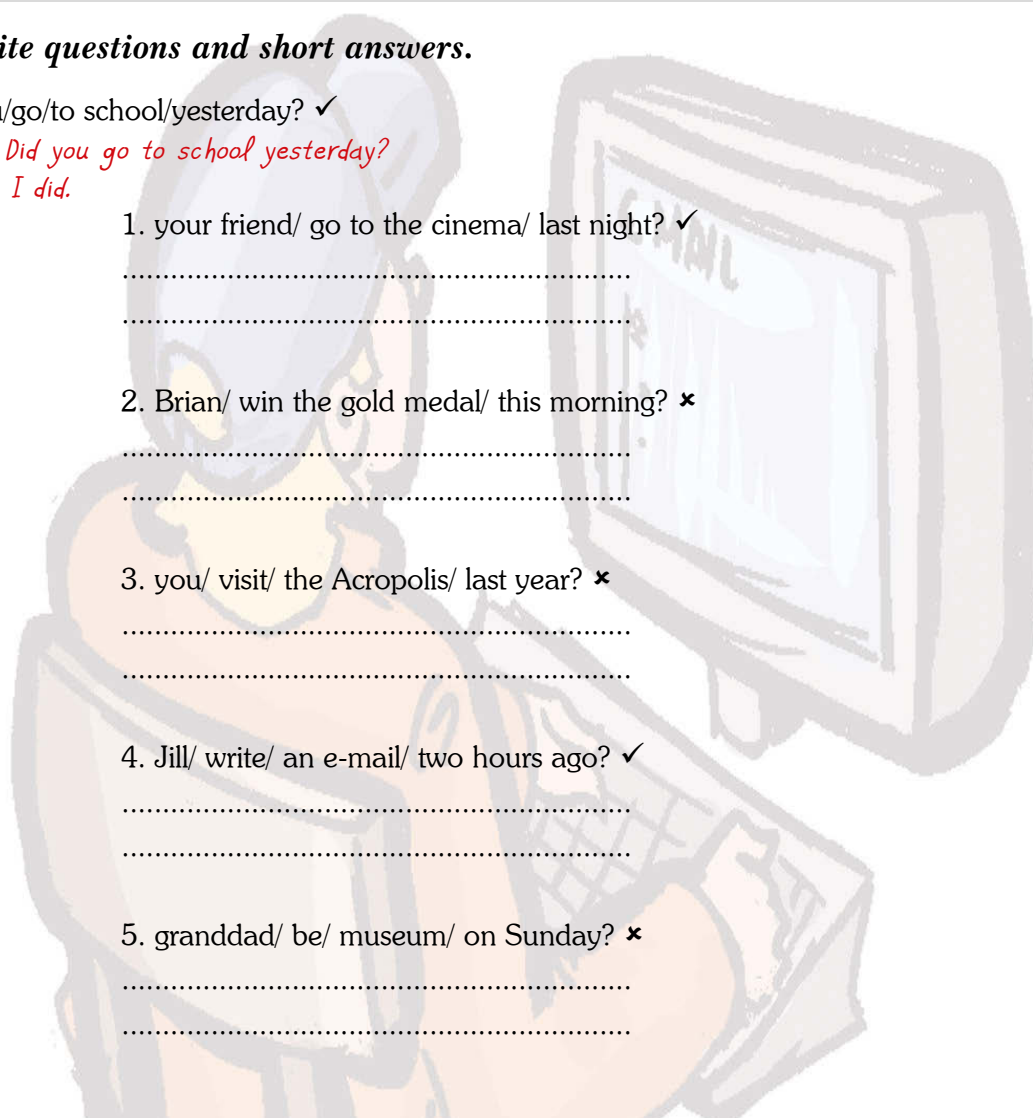 ite questions and short answers.
/go/to school/yesterday? ✓
Did you go to school yesterday?
I did.
1. your friend/ go to the cinema/ last night? ✓
...............................................................
...............................................................
2. Brian/ win the gold medal/ this morning? ×
...............................................................
...............................................................
3. you/ visit/ the Acropolis/ last year? ×
...............................................................
...............................................................
4. Jill/ write/ an e-mail/ two hours ago? ✓
...............................................................
...............................................................
5. granddad/ be/ museum/ on Sunday? ×
...............................................................
...............................................................